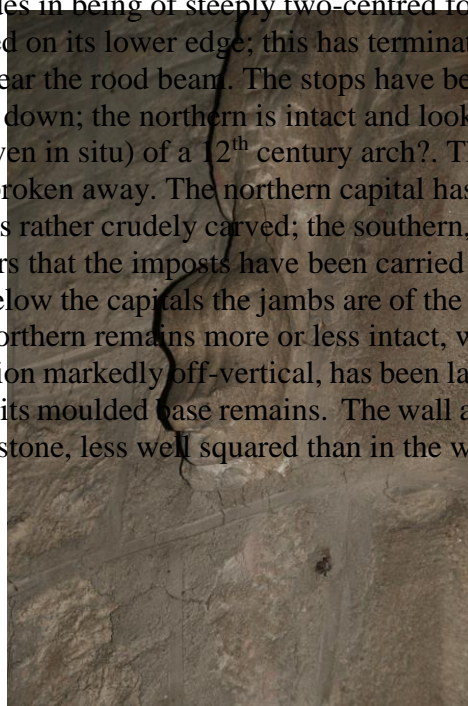 les in being of steeply two-centred fo
ed on its lower edge; this has terminat
ear the rood beam. The stops have be
down; the northern is intact and look
ven in situ) of a 12th century arch?. Th
broken away. The northern capital has
s rather crudely carved; the southern,
rs that the imposts have been carried
elow the capitals the jambs are of the
orthern remains more or less intact, w
ion markedly off-vertical, has been la
its moulded base remains. The wall a
stone, less well squared than in the w